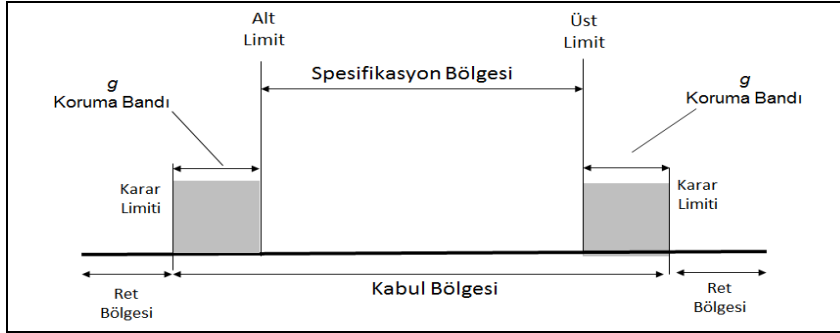 Alt
Limit
Üst
Limit
Spesifikasyon Bölgesi
g
Koruma Bandı
g
Koruma Bandı
Karar
Limiti
Karar
Limiti
Kabul Bölgesi
Ret
Bölgesi
Ret
Bölgesi